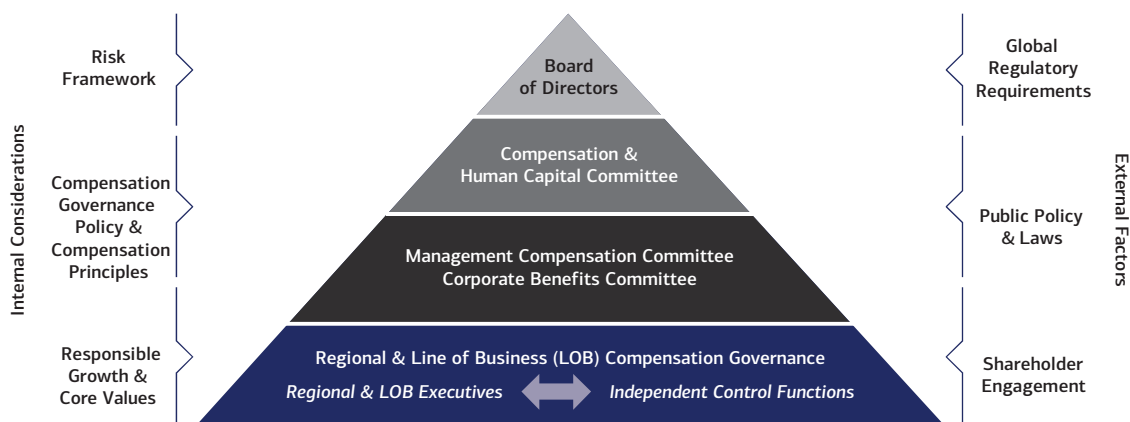 Internal Considerations
Risk
Framework
Compensation
Governance
Policy &
Compensation
Principles
Responsible
Growth &
Core Values
Board
of Directors
Compensation &
Human Capital Committee
Management Compensation Committee
Corporate Benefits Committee
Regional & Line of Business (LOB) Compensation Governance
Regional & LOB Executives
Independent Control Functions
Global
Regulatory
Requirements
Public Policy
& Laws
Shareholder
Engagement
External Factors